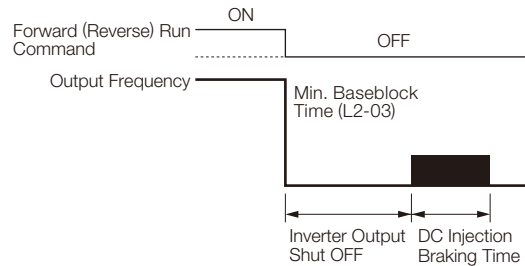 ON
Forward (Reverse) Run
Command
OFF
Output Frequency
Min. Baseblock
Time (L2-03)
Inverter Output
Shut OFF
DC Injection
Braking Time